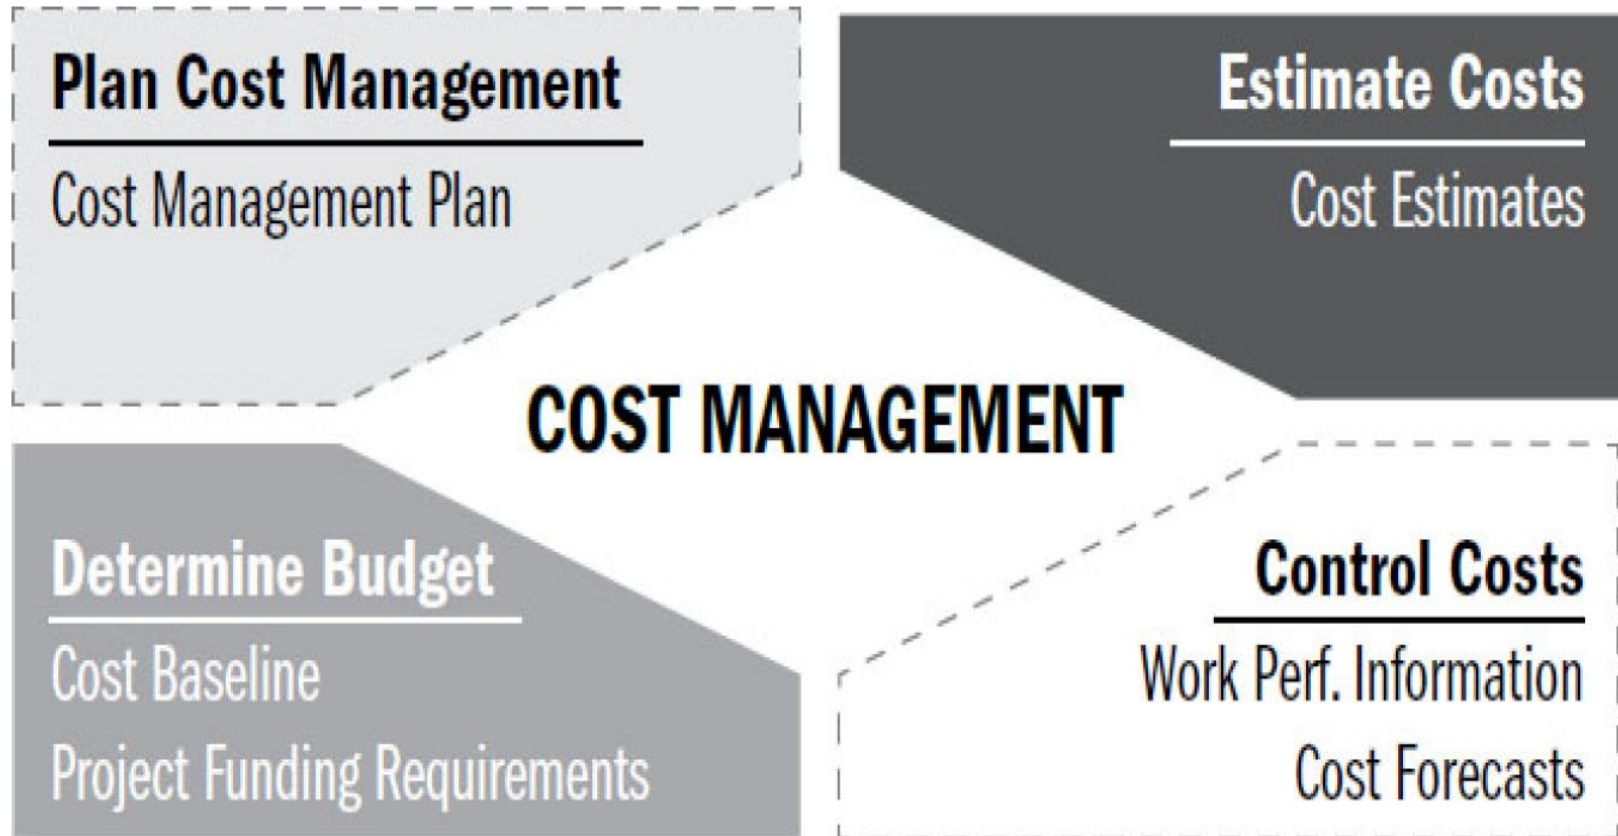 Plan Cost Management
Cost Management Plan
Estimate Costs
Cost Estimates
COST MANAGEMENT
Determine Budget
Cost Baseline
Project Funding Requirements
Control Costs
Work Perf. Information
Cost Forecasts